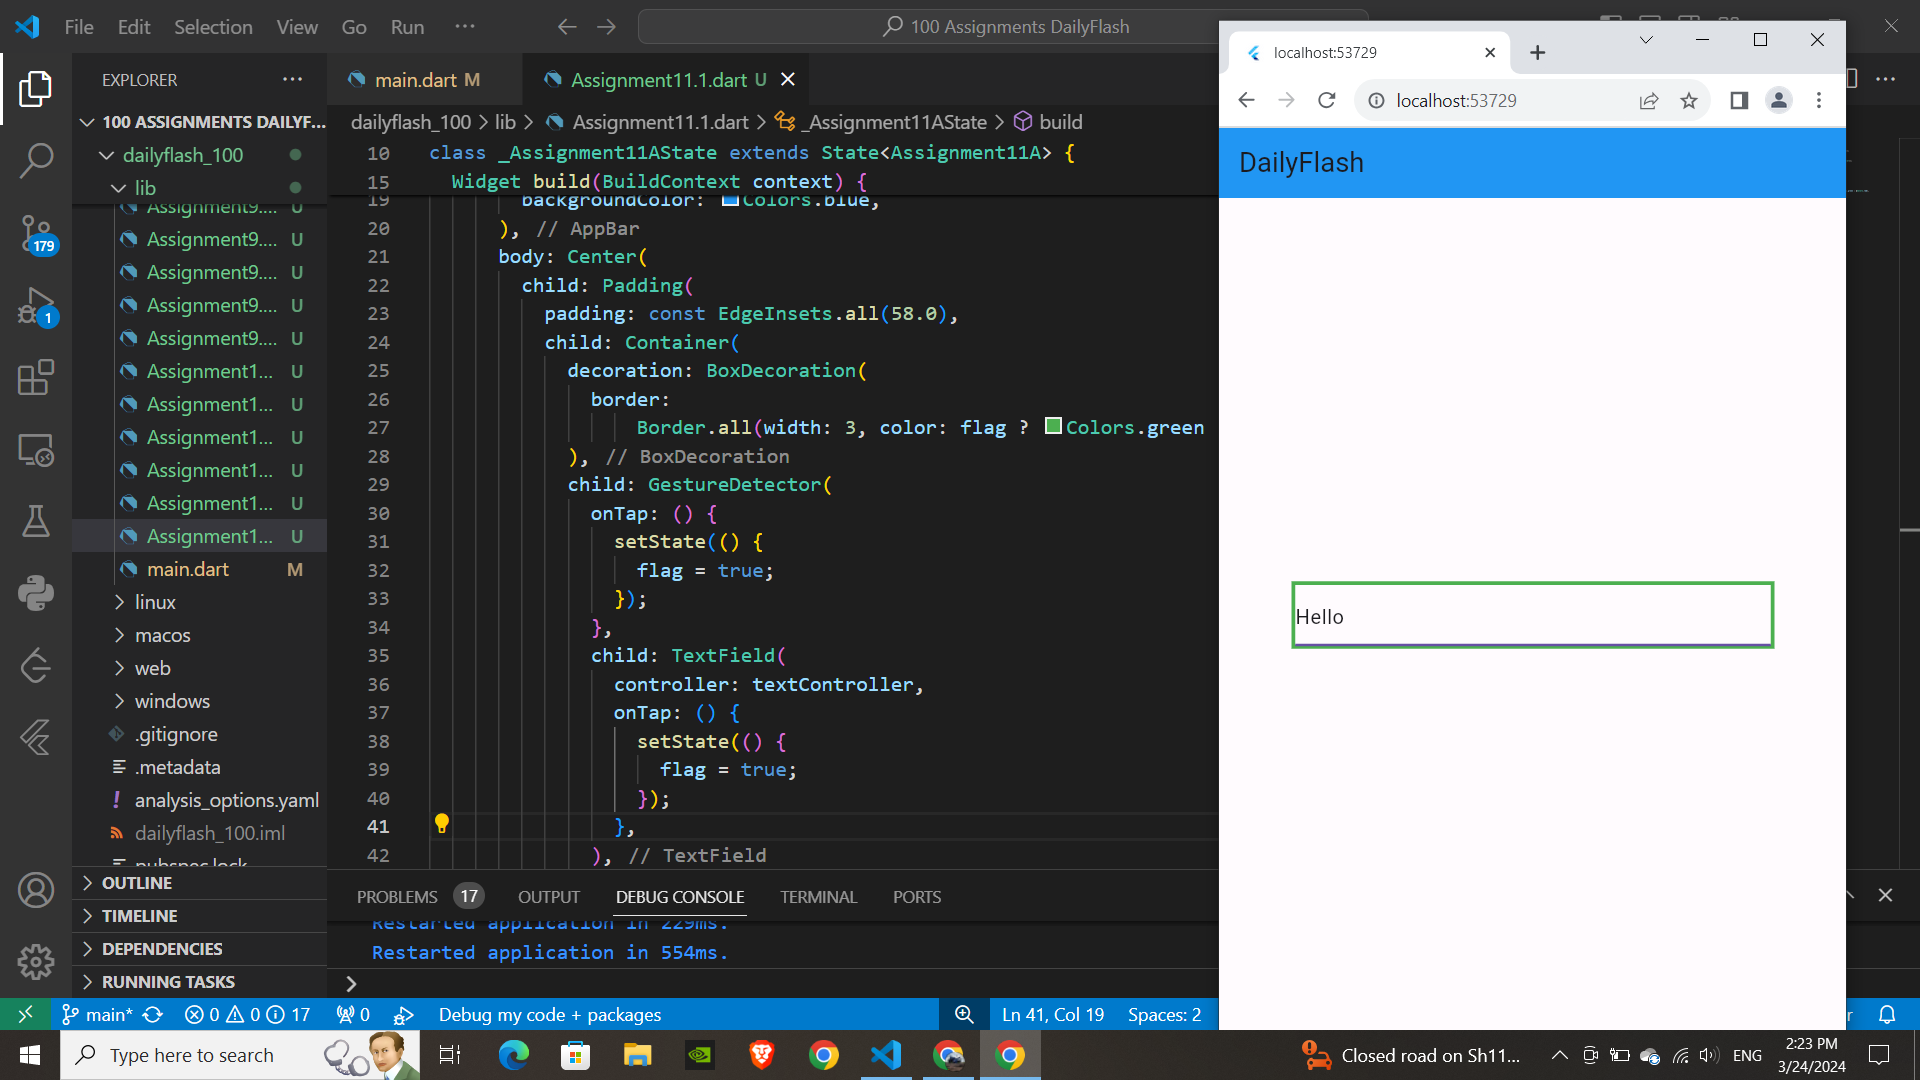 File Edit Selection View Go Run ···
100 Assignments DailyFlash
EXPLORER
100 ASSIGNMENTS DAILYF...
dailyflash_100
lib
Assignment9.... U
Assignment9.... U
Assignment9.... U
Assignment9.... U
Assignment9.... U
Assignment1... U
Assignment1... U
Assignment1... U
Assignment1... U
Assignment1... U
Assignment1... U
main.dart M
linux
macos
web
windows
.gitignore
.metadata
analysis_options.yaml
dailyflash_100.iml
pubspec.lock
OUTLINE
TIMELINE
DEPENDENCIES
RUNNING TASKS
179
1
main.dart M
Assignment11.1.dart U
dailyflash_100 > lib > Assignment11.1.dart > _Assignment11AState > build
10 class _Assignment11AState extends State<Assignment11A> {
15 Widget build(BuildContext context) {
19 backgroundColor: Colors.blue,
20 ), // AppBar
21 body: Center(
22 child: Padding(
23 padding: const EdgeInsets.all(58.0),
24 child: Container(
25 decoration: BoxDecoration(
26 border:
27 Border.all(width: 3, color: flag ? Colors.green
28 ), // BoxDecoration
29 child: GestureDetector(
30 onTap: () {
31 setState(() {
32 flag = true;
33 });
34 },
35 child: TextField(
36 controller: textController,
37 onTap: () {
38 setState(() {
39 flag = true;
40 });
41 },
42 ), // TextField
PROBLEMS 17 OUTPUT DEBUG CONSOLE TERMINAL PORTS
Restarted application in 229ms.
Restarted application in 554ms.
main* 0 0 17 0 Debug my code + packages Ln 41, Col 19 Spaces: 2
localhost:53729
localhost:53729
DailyFlash
Hello
Type here to search
Closed road on Sh11...
ENG
2:23 PM
3/24/2024